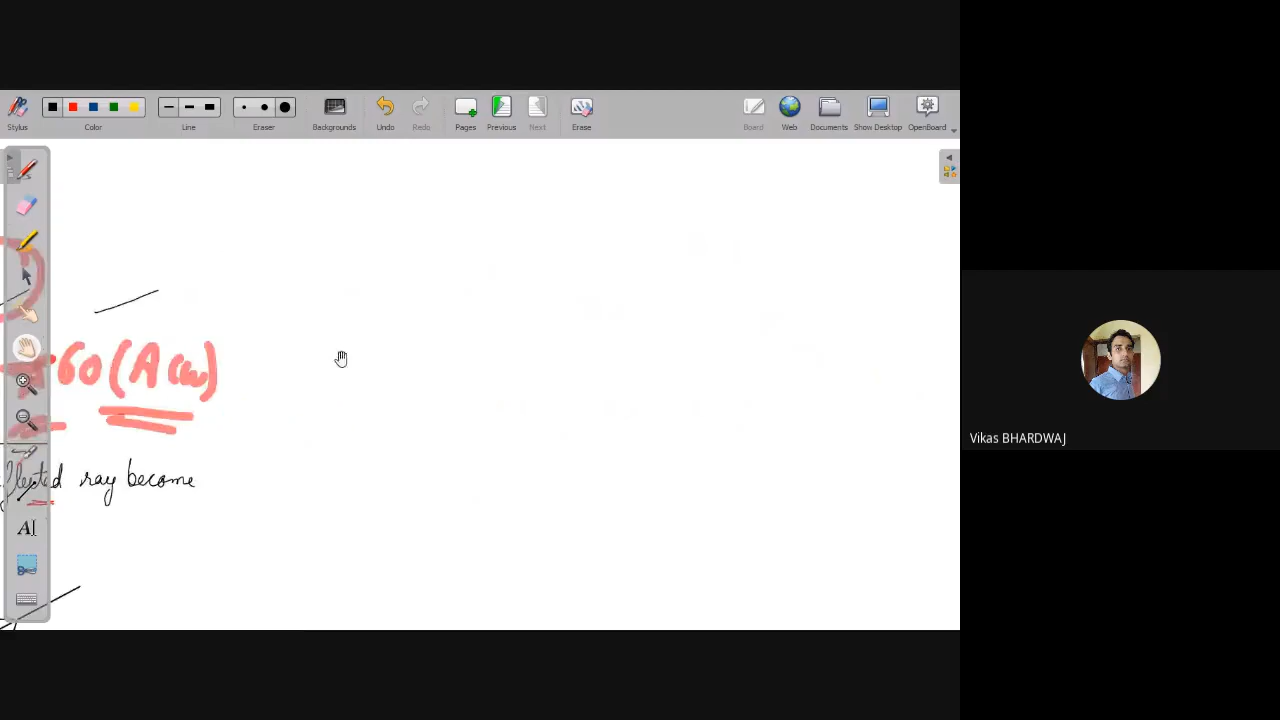 Stylus Color Line Eraser Backgrounds Undo Redo Pages Previous Next Erase Board Web Documents Show Desktop OpenBoard
60 (Acw)
flected ray become
A
Vikas BHARDWAJ